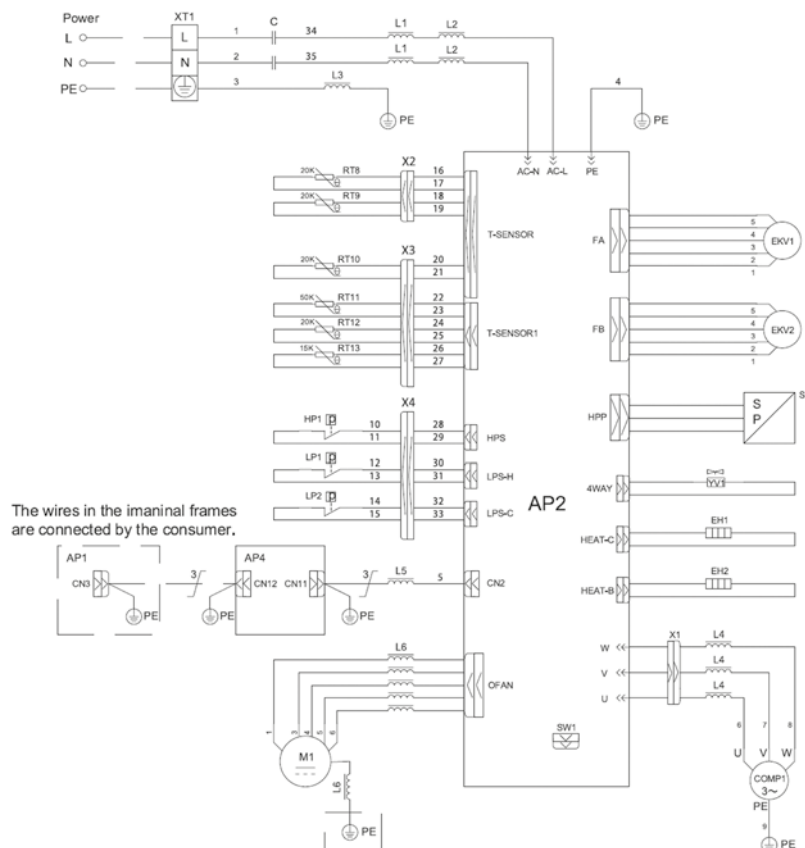 Power
XT1
L
L
1
C
34
L1
L2
N
N
2
35
L1
L2
PE
3
L3
PE
4
PE
AC-N
AC-L
PE
X2
20K
RT8
16
17
20K
RT9
18
19
T-SENSOR
X3
20K
RT10
20
21
50K
RT11
22
23
20K
RT12
24
25
T-SENSOR1
15K
RT13
26
27
FA
5
4
3
2
1
EKV1
FB
5
4
3
2
1
EKV2
HPP
S
P
S
X4
HP1
P
10
28
11
29
HPS
LP1
P
12
30
13
31
LPS-H
LP2
P
14
32
15
33
LPS-C
AP2
4WAY
YV1
HEAT-C
EH1
HEAT-B
EH2
The wires in the imaninal frames
are connected by the consumer.
AP1
CN3
PE
3
AP4
CN12
CN11
PE
PE
3
L5
5
CN2
L6
OFAN
1
3
4
5
6
M1
L6
PE
SW1
W
V
U
X1
L4
L4
L4
6
7
8
U
V
W
COMP1
3~
PE
9
PE